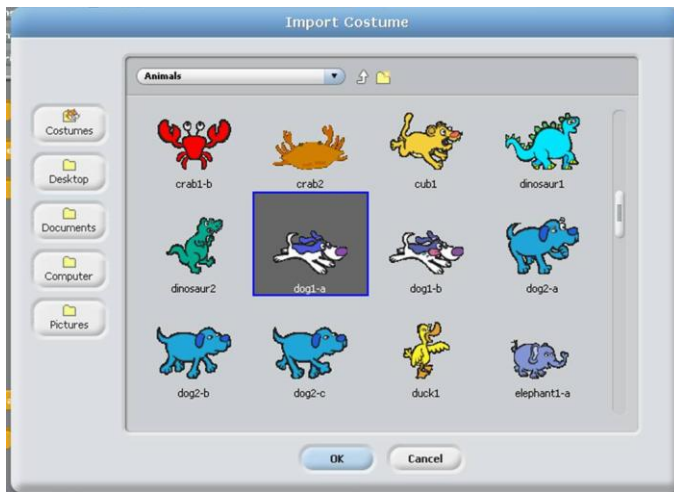 Import Costume
Animals
Costumes
Desktop
Documents
Computer
Pictures
crab1-b
crab2
cub1
dinosaur1
dinosaur2
dog1-a
dog1-b
dog2-a
dog2-b
dog2-c
duck1
elephant1-a
OK
Cancel